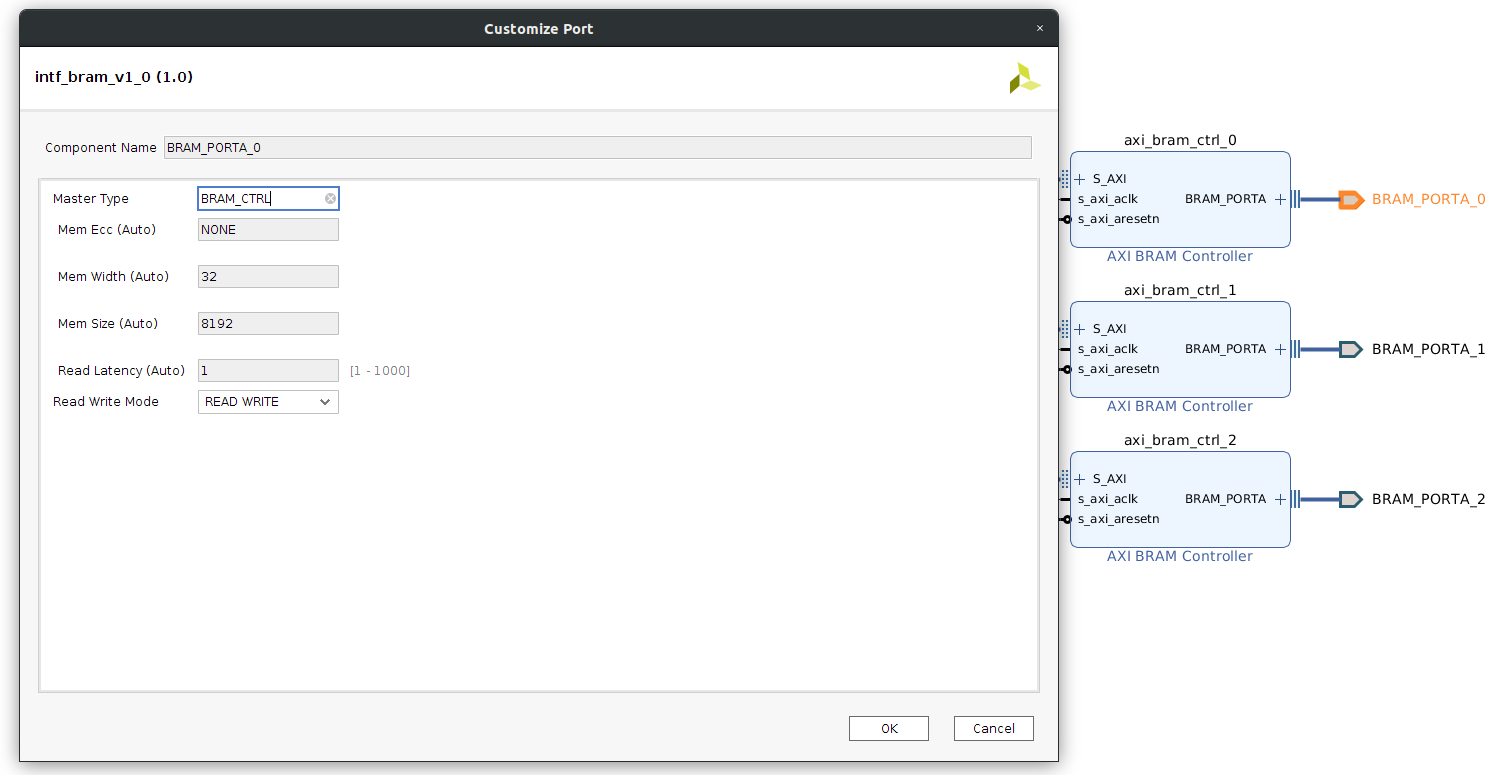 Customize Port
×
intf_bram_v1_0 (1.0)
Component Name BRAM_PORTA_0
Master Type BRAM_CTRL
Mem Ecc (Auto) NONE
Mem Width (Auto) 32
Mem Size (Auto) 8192
Read Latency (Auto) 1 [1 - 1000]
Read Write Mode READ WRITE
OK Cancel
axi_bram_ctrl_0
S_AXI
s_axi_aclk BRAM_PORTA BRAM_PORTA_0
s_axi_aresetn
AXI BRAM Controller
axi_bram_ctrl_1
S_AXI
s_axi_aclk BRAM_PORTA BRAM_PORTA_1
s_axi_aresetn
AXI BRAM Controller
axi_bram_ctrl_2
S_AXI
s_axi_aclk BRAM_PORTA BRAM_PORTA_2
s_axi_aresetn
AXI BRAM Controller